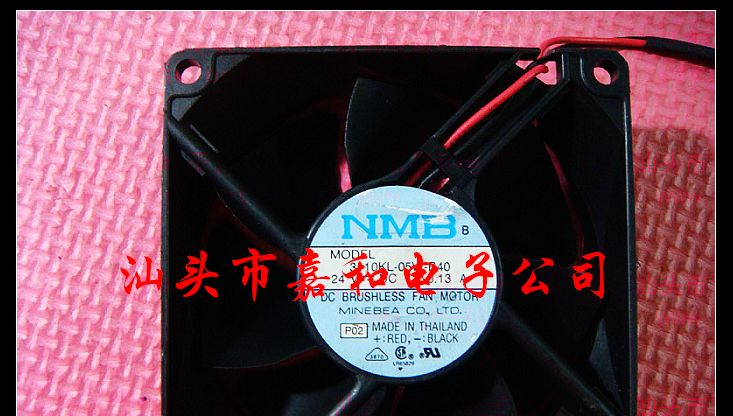 NMB B
MODEL
汕头市嘉和电子公司
DC BRUSHLESS FAN MOTOR
MINEBEA CO., LTD.
P02 MADE IN THAILAND
+:RED, -:BLACK